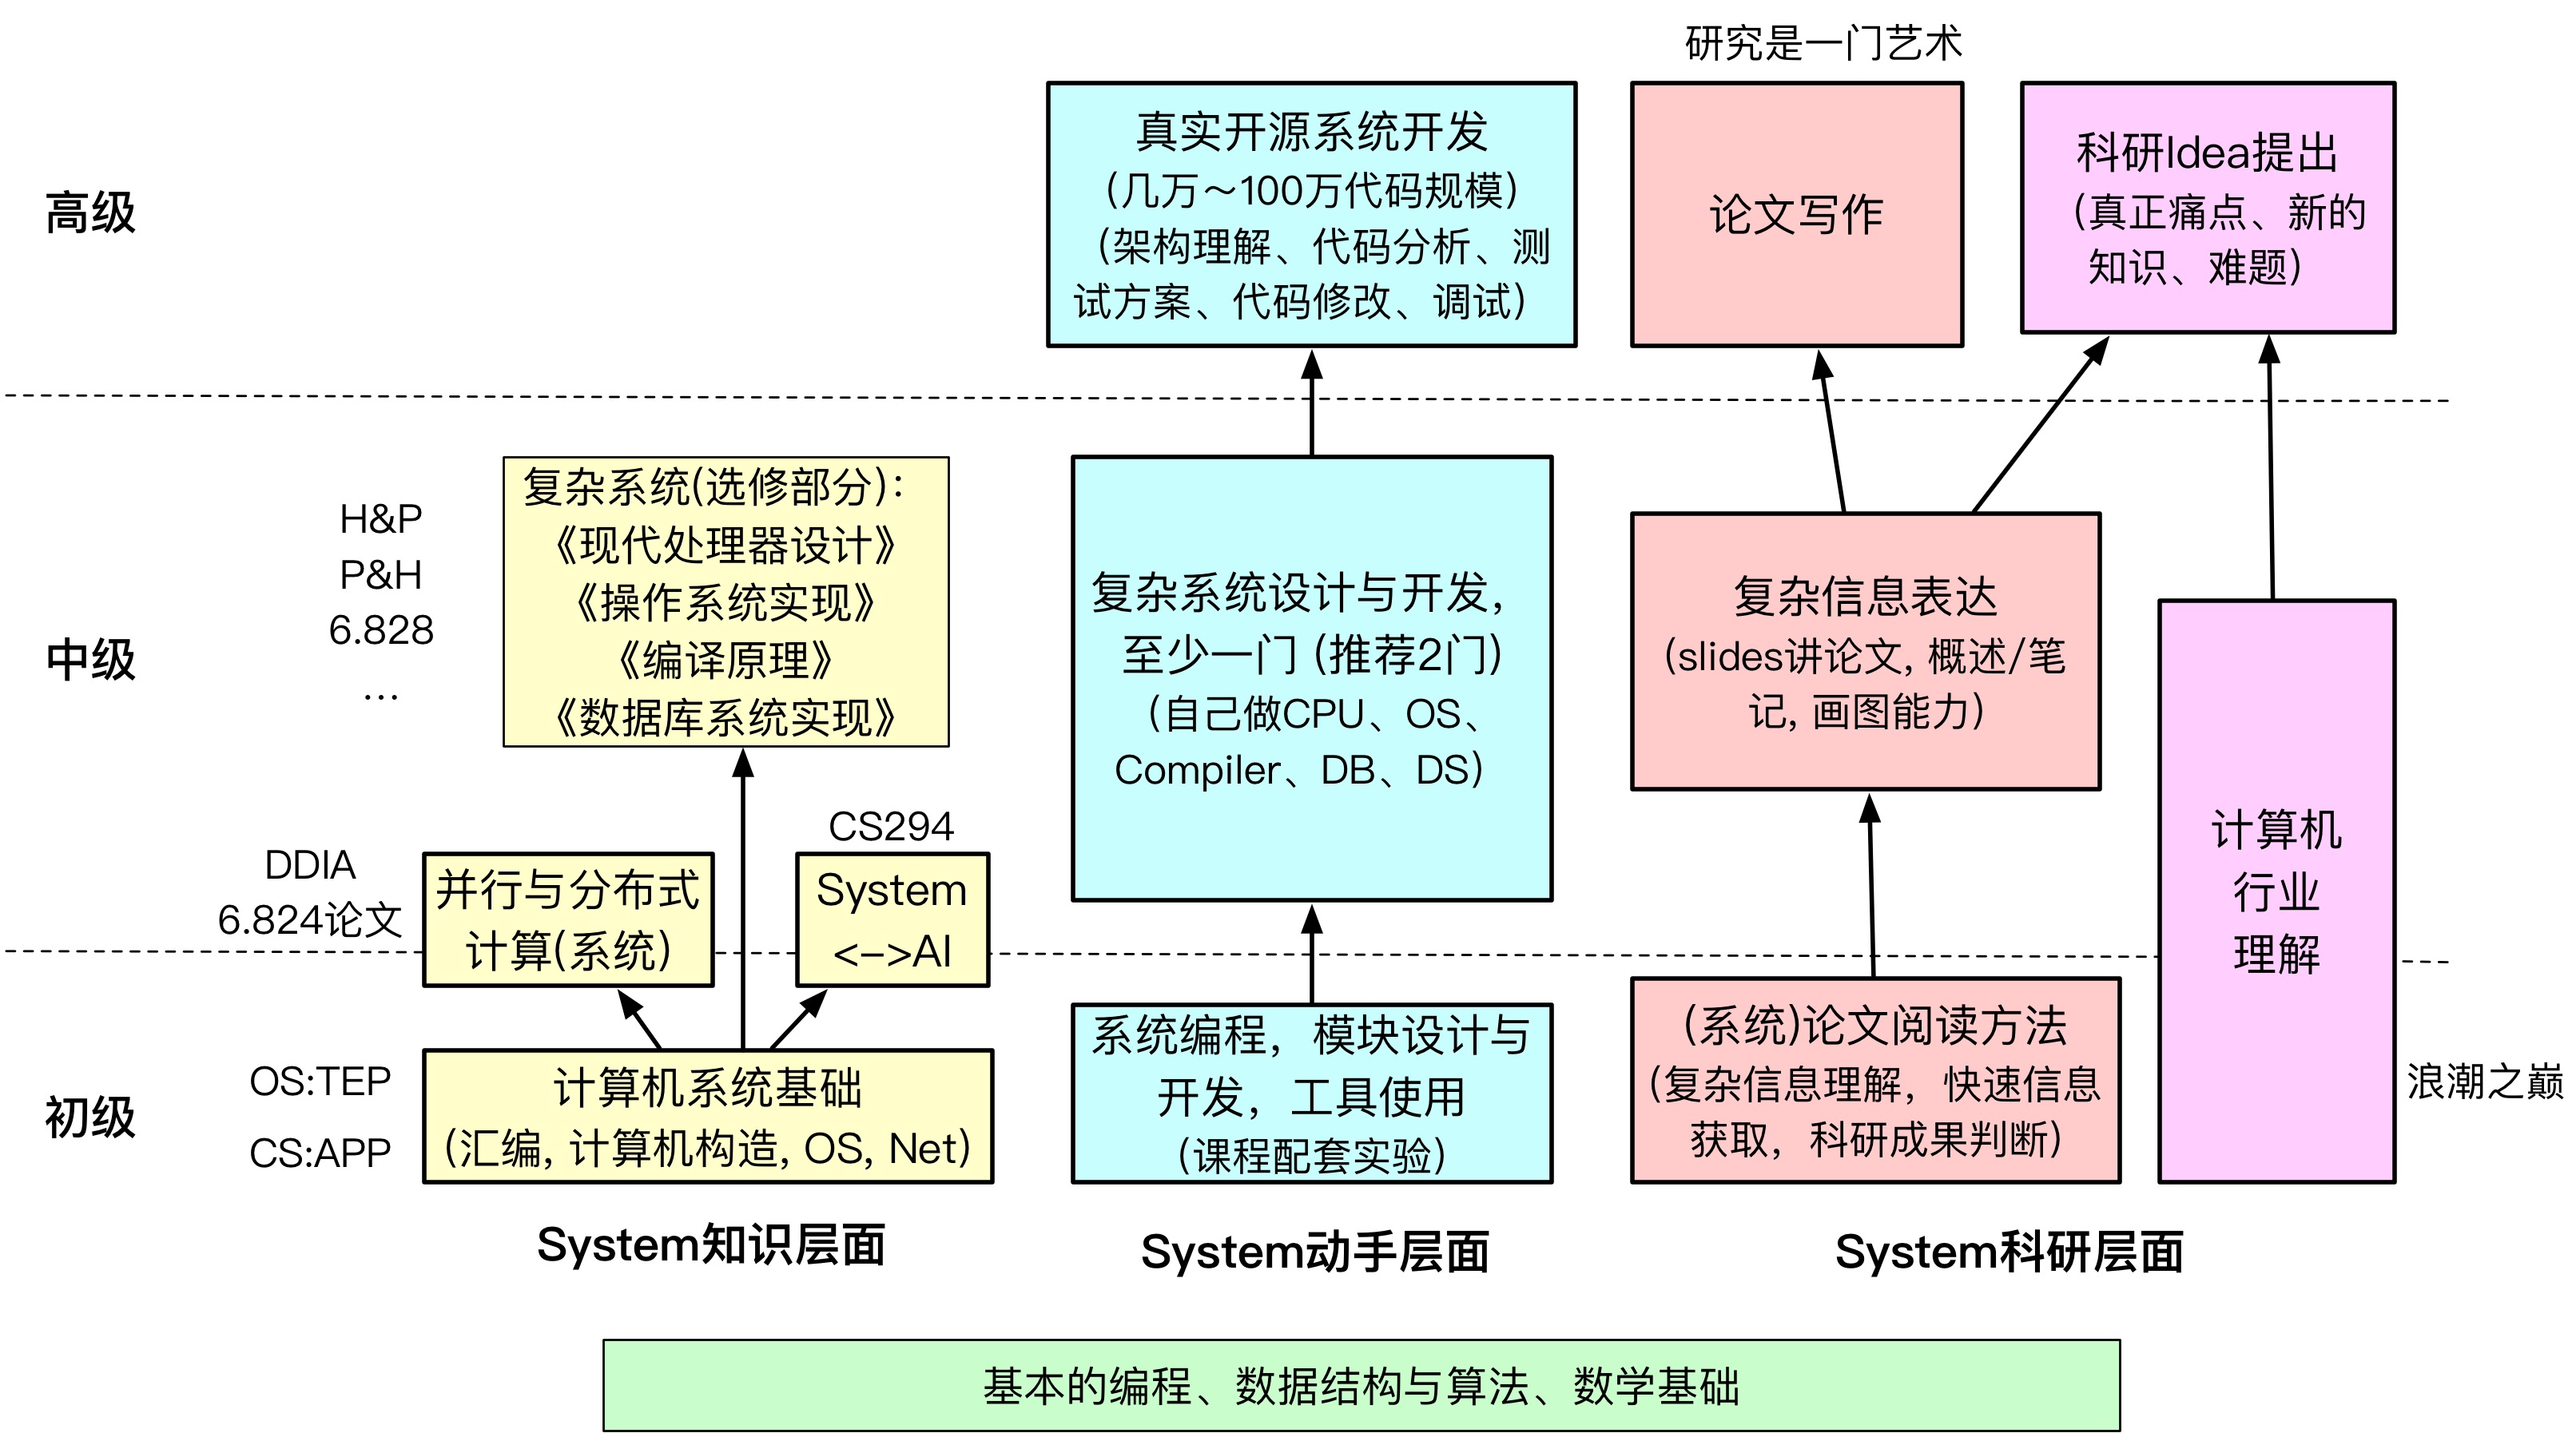 研究是一门艺术
高级
真实开源系统开发
（几万～100万代码规模）
（架构理解、代码分析、测
试方案、代码修改、调试）
论文写作
科研Idea提出
（真正痛点、新的
知识、难题）
中级
H&P
P&H
6.828
...
复杂系统(选修部分)：
《现代处理器设计》
《操作系统实现》
《编译原理》
《数据库系统实现》
复杂系统设计与开发，
至少一门 (推荐2门)
（自己做CPU、OS、
Compiler、DB、DS）
复杂信息表达
(slides讲论文, 概述/笔
记, 画图能力)
计算机
行业
理解
DDIA
6.824论文
并行与分布式
计算(系统)
CS294
System
<->AI
初级
OS:TEP
CS:APP
计算机系统基础
(汇编, 计算机构造, OS, Net)
系统编程，模块设计与
开发，工具使用
(课程配套实验)
(系统)论文阅读方法
(复杂信息理解，快速信息
获取，科研成果判断)
浪潮之巅
System知识层面
System动手层面
System科研层面
基本的编程、数据结构与算法、数学基础